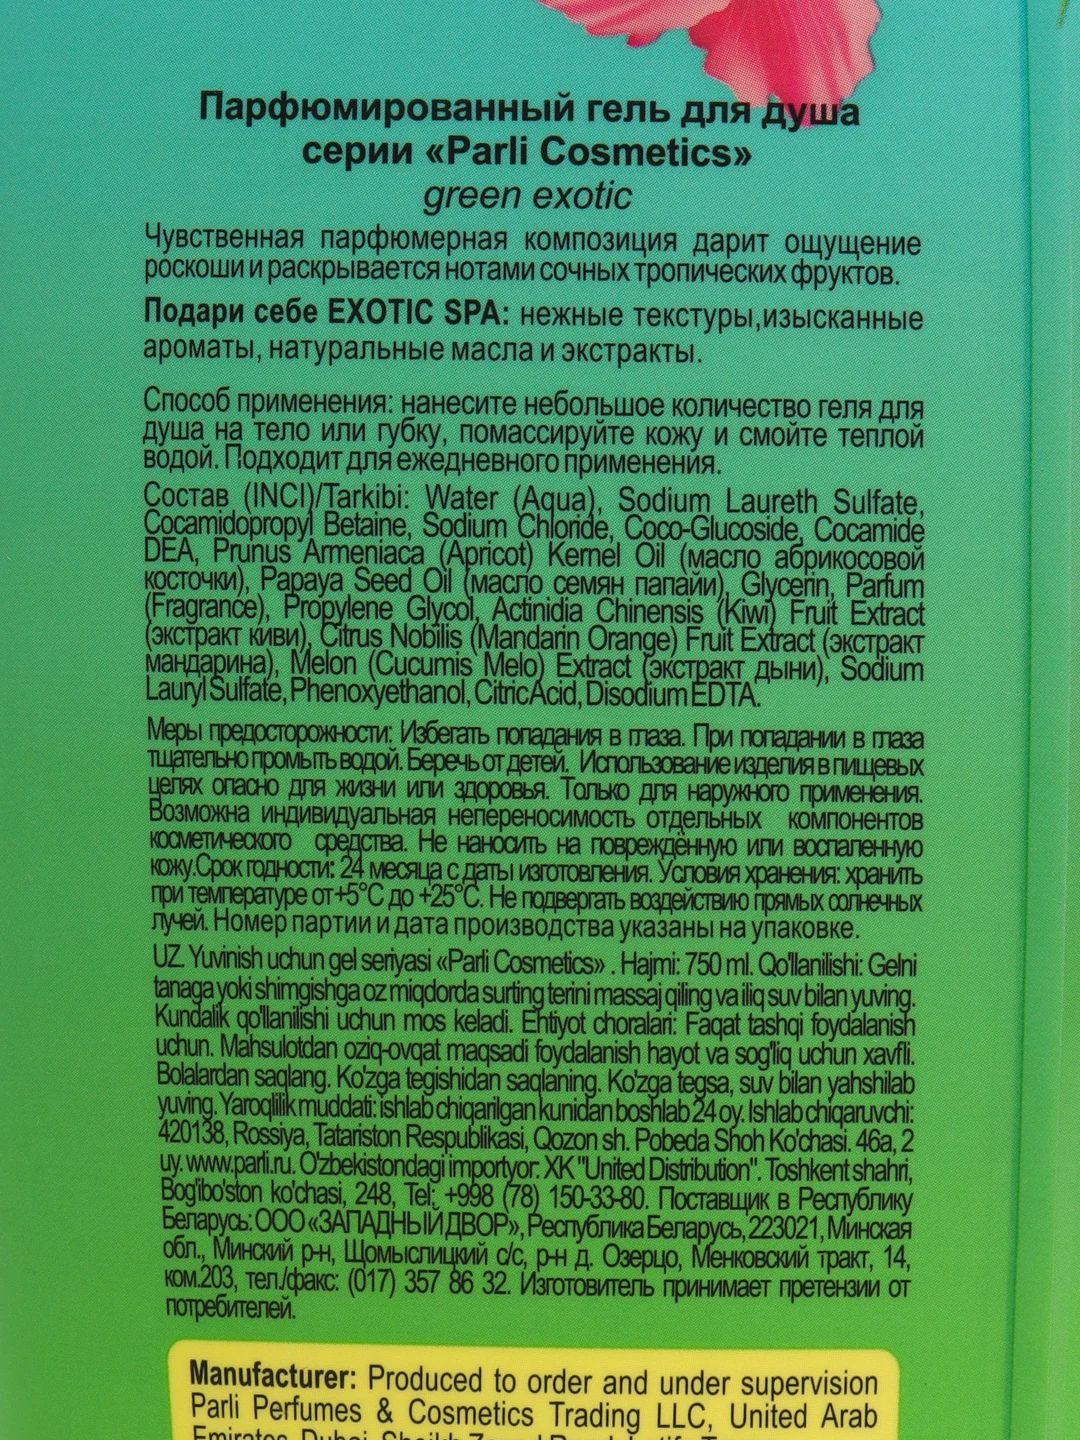 Парфюмированный гель для душа
серии «Parli Cosmetics»
green exotic
Чувственная парфюмерная композиция дарит ощущение
роскоши и раскрывается нотами сочных тропических фруктов.
Подари себе EXOTIC SPA: нежные текстуры,изысканные
ароматы, натуральные масла и экстракты.
Способ применения: нанесите небольшое количество геля для
душа на тело или губку, помассируйте кожу и смойте теплой
водой. Подходит для ежедневного применения.
Состав (INCI)/Tarkibi: Water (Aqua), Sodium Laureth Sulfate,
Cocamidopropyl Betaine, Sodium Chloride, Coco-Glucoside, Cocamide
DEA, Prunus Armeniaca (Apricot) Kernel Oil (масло абрикосовой
косточки), Papaya Seed Oil (масло семян папайи), Glycerin, Parfum
(Fragrance), Propylene Glycol, Actinidia Chinensis (Kiwi) Fruit Extract
(экстракт киви), Citrus Nobilis (Mandarin Orange) Fruit Extract (экстракт
мандарина), Melon (Cucumis Melo) Extract (экстракт дыни), Sodium
Lauryl Sulfate, Phenoxyethanol, Citric Acid, Disodium EDTA.
Меры предосторожности: Избегать попадания в глаза. При попадании в глаза
тщательно промыть водой. Беречь от детей. Использование изделия в пищевых
целях опасно для жизни или здоровья. Только для наружного применения.
Возможна индивидуальная непереносимость отдельных компонентов
косметического средства. Не наносить на повреждённую или воспаленную
кожу.Срок годности: 24 месяца с даты изготовления. Условия хранения: хранить
при температуре от+5°С до +25°С. Не подвергать воздействию прямых солнечных
лучей. Номер партии и дата производства указаны на упаковке.
UZ. Yuvinish uchun gel seriyasi «Parli Cosmetics» . Hajmi: 750 ml. Qo'llanilishi: Gelni
tanaga yoki shimgishga oz miqdorda surting terini massaj qiling va iliq suv bilan yuving.
Kundalik qo'llanilishi uchun mos keladi. Ehtiyot choralari: Faqat tashqi foydalanish
uchun. Mahsulotdan oziq-ovqat maqsadi foydalanish hayot va sog'liq uchun xavfli.
Bolalardan saqlang. Ko'zga tegishidan saqlaning. Ko'zga tegsa, suv bilan yahshilab
yuving. Yaroqlilik muddati: ishlab chiqarilgan kunidan boshlab 24 oy. Ishlab chiqaruvchi:
420138, Rossiya, Tatariston Respublikasi, Qozon sh. Pobeda Shoh Ko'chasi. 46a, 2
uy. www.parli.ru. O'zbekistondagi importyor: XK "United Distribution". Toshkent shahri,
Bog'ibo'ston ko'chasi, 248, Tel: +998 (78) 150-33-80. Поставщик в Республику
Беларусь: ООО «ЗАПАДНЫЙ ДВОР», Республика Беларусь, 223021, Минская
обл., Минский р-н, Щомыслицкий с/с, р-н д. Озерцо, Менковский тракт, 14,
ком.203, тел./факс: (017) 357 86 32. Изготовитель принимает претензии от
потребителей.
Manufacturer: Produced to order and under supervision
Parli Perfumes & Cosmetics Trading LLC, United Arab
Emirates, Dubai, Sheikh Zayed Road